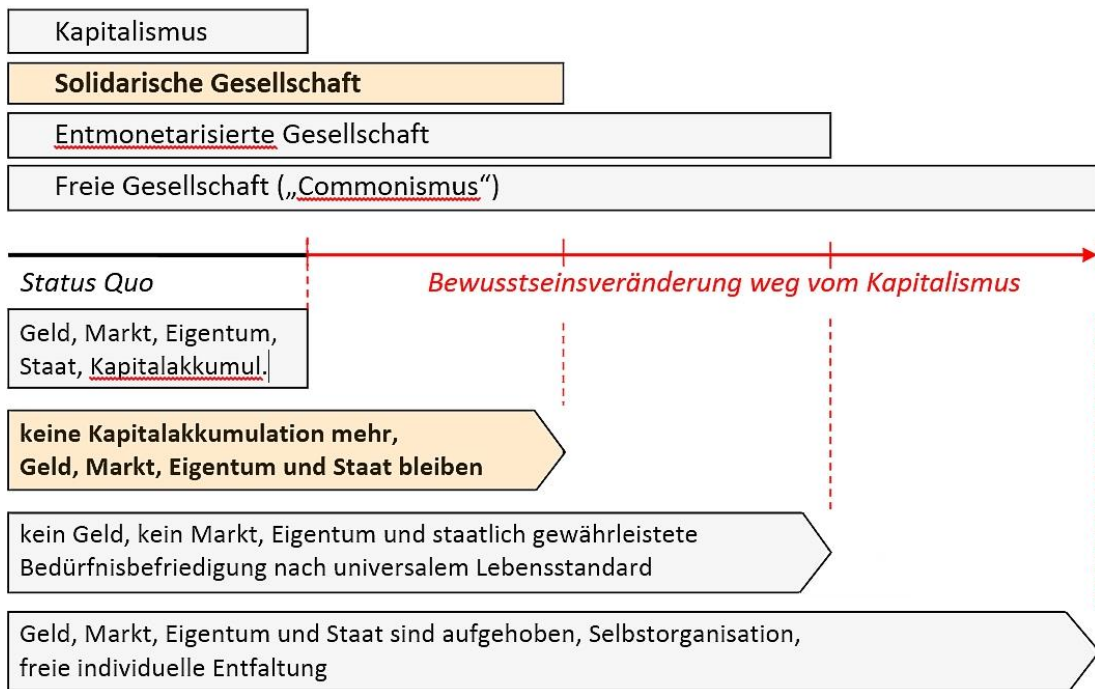 Kapitalismus
Solidarische Gesellschaft
Entmonetarisierte Gesellschaft
Freie Gesellschaft („Commonismus“)
Status Quo
Bewusstseinsveränderung weg vom Kapitalismus
Geld, Markt, Eigentum,
Staat, Kapitalakkumul.
keine Kapitalakkumulation mehr,
Geld, Markt, Eigentum und Staat bleiben
kein Geld, kein Markt, Eigentum und staatlich gewährleistete
Bedürfnisbefriedigung nach universalem Lebensstandard
Geld, Markt, Eigentum und Staat sind aufgehoben, Selbstorganisation,
freie individuelle Entfaltung